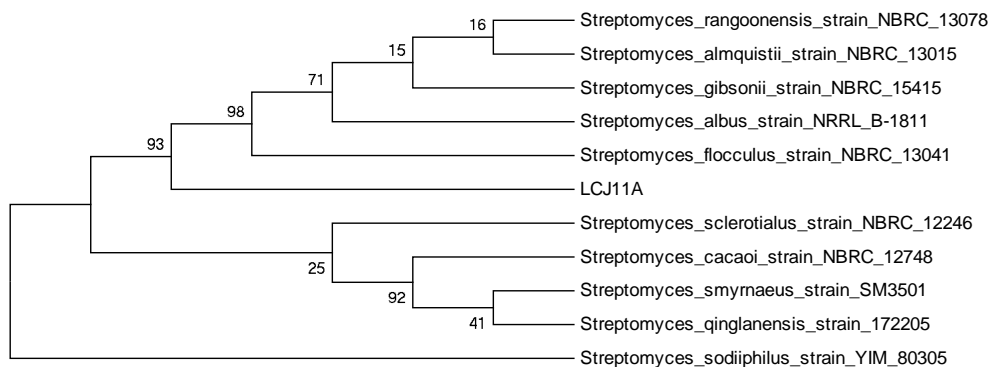 16
Streptomyces_rangoonensis_strain_NBRC_13078
15
Streptomyces_almquistii_strain_NBRC_13015
71
Streptomyces_gibsonii_strain_NBRC_15415
98
Streptomyces_albus_strain_NRRL_B-1811
93
Streptomyces_flocculus_strain_NBRC_13041
LCJ11A
Streptomyces_sclerotialus_strain_NBRC_12246
25
Streptomyces_cacaoi_strain_NBRC_12748
92
Streptomyces_smyrnaeus_strain_SM3501
41
Streptomyces_qinglanensis_strain_172205
Streptomyces_sodiiphilus_strain_YIM_80305